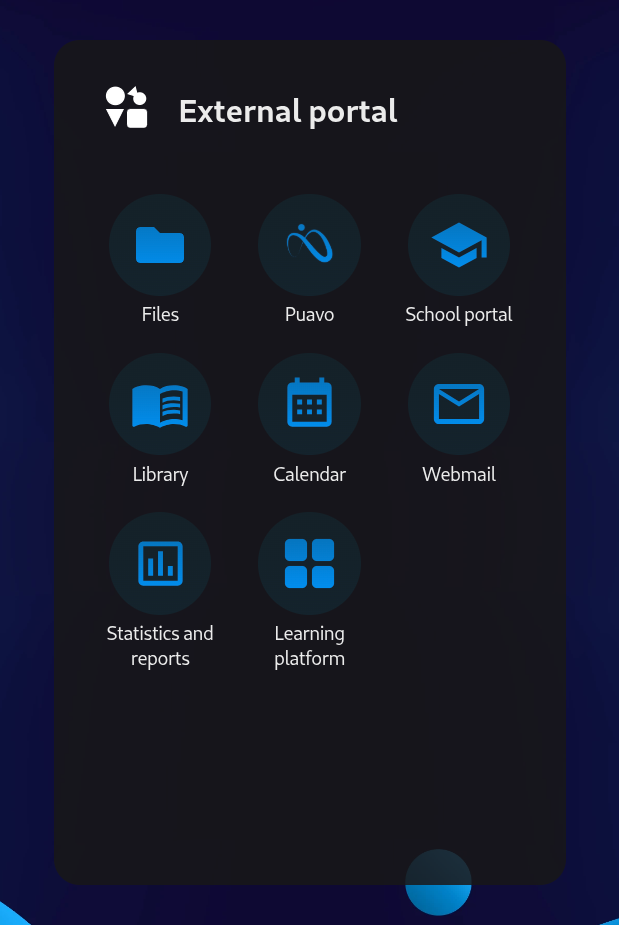 External portal
Files
Puavo
School portal
Library
Calendar
Webmail
Statistics and
reports
Learning
platform